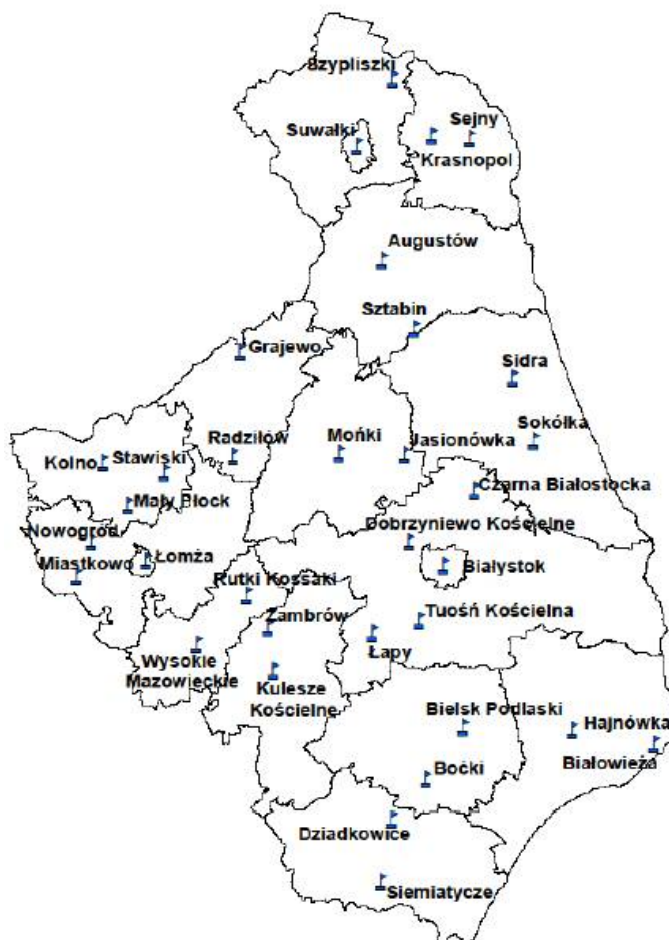 Szypliszki
Suwałki
Sejny
Krasnopol
Augustów
Sztabin
Grajewo
Sidra
Sokółka
Radziłów
Mońki
Jasionówka
Kolno
Stawiski
Czarna Białostocka
Mały Płock
Nowogród
Dobrzyniewo Kościelne
Miastkowo
Łomża
Białystok
Rutki Kossaki
Zambrów
Tuośń Kościelna
Łapy
Wysokie
Mazowieckie
Kulesze
Kościelne
Bielsk Podlaski
Hajnówka
Białowieża
Boćki
Dziadkowice
Siemiatycze